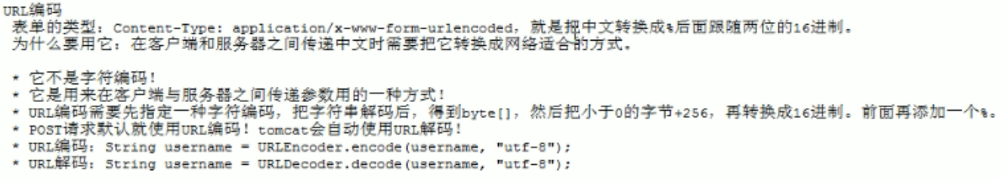 URL编码
表单的类型：Content-Type: application/x-www-form-urlencoded，就是把中文转换成%后面跟随两位的16进制。
为什么要用它：在客户端和服务器之间传递中文时需要把它转换成网络适合的方式。
* 它不是字符编码！
* 它是用来在客户端与服务器之间传递参数用的一种方式！
* URL编码需要先指定一种字符编码，把字符串解码后，得到byte[]，然后把小于0的字节+256，再转换成16进制。前面再添加一个%。
* POST请求默认就使用URL编码！tomcat会自动使用URL解码！
* URL编码：String username = URLEncoder.encode(username, "utf-8");
* URL解码：String username = URLDecoder.decode(username, "utf-8");